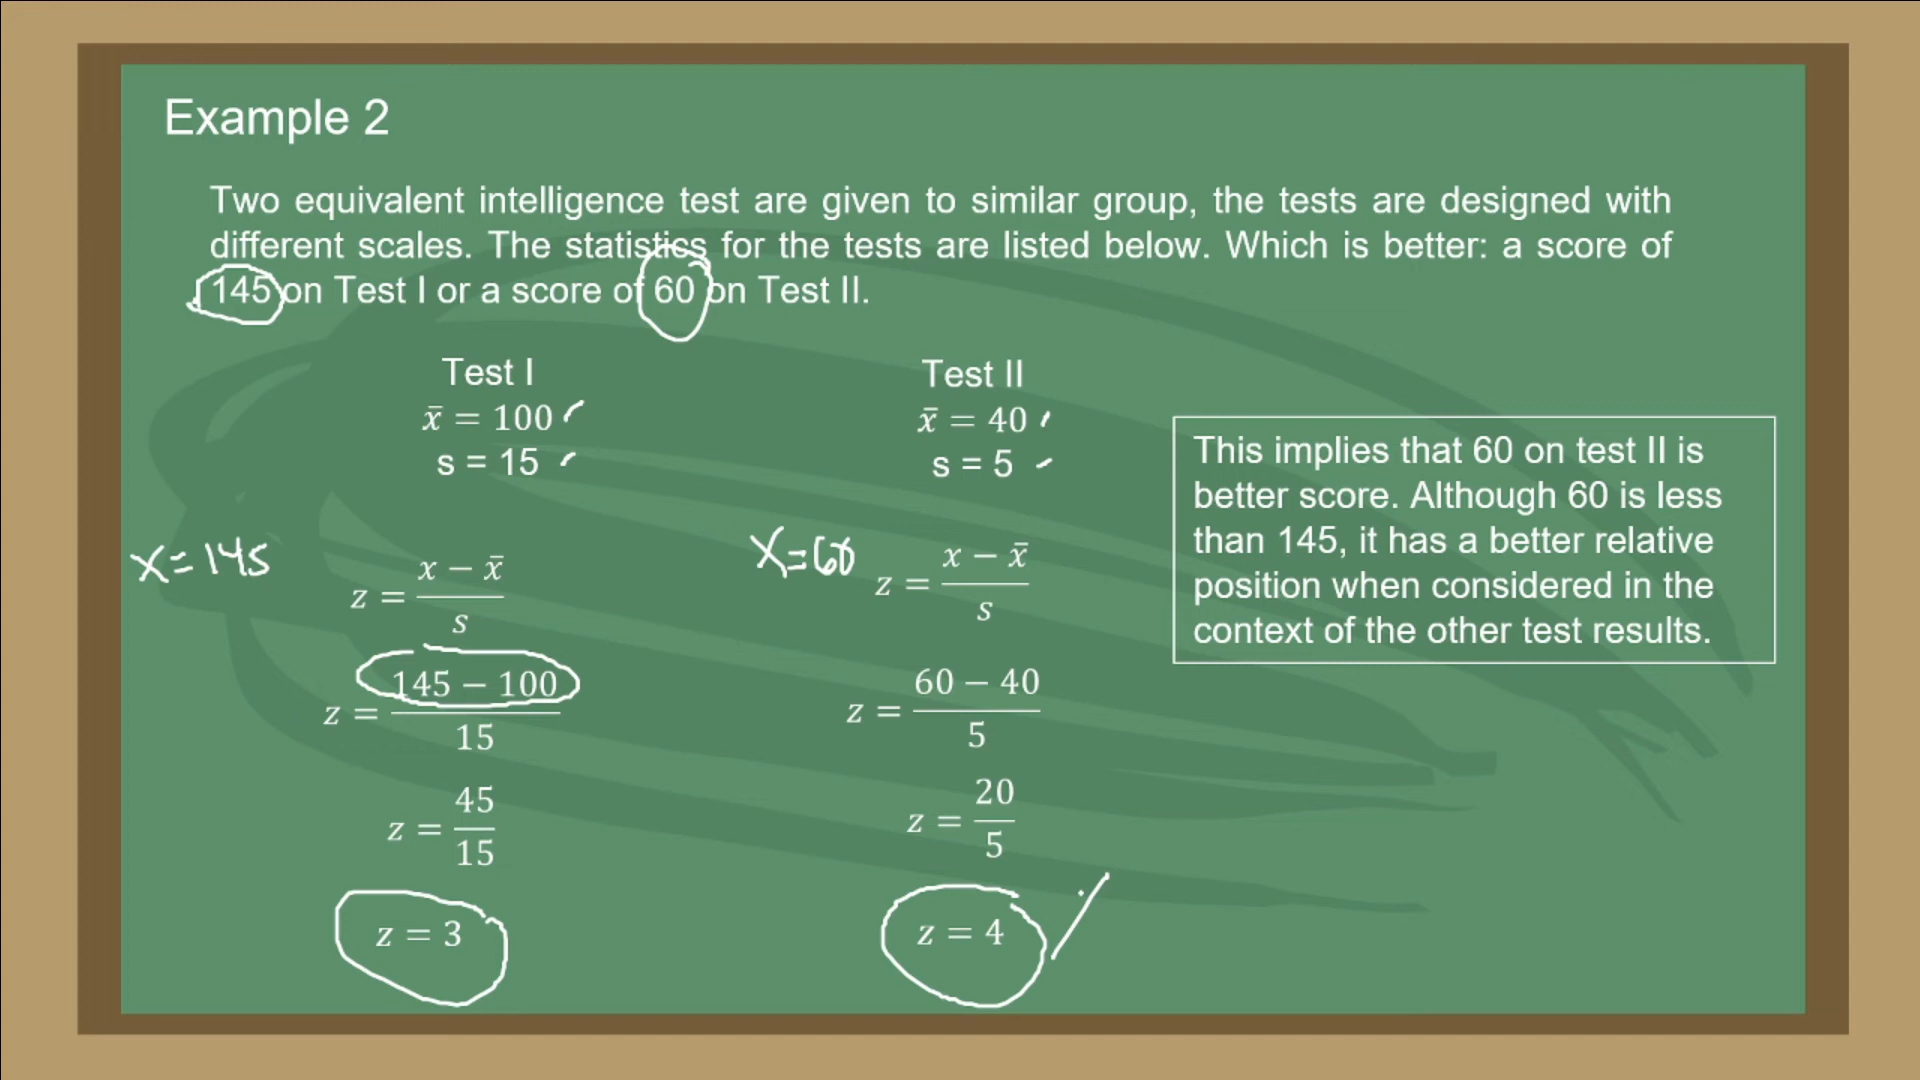 Example 2
Two equivalent intelligence test are given to similar group, the tests are designed with
different scales. The statistics for the tests are listed below. Which is better: a score of
145 on Test I or a score of 60 on Test II.
Test I
x̄ = 100
s = 15
x=145
z = (x − x̄)/s
z = (145 − 100)/15
z = 45/15
z = 3
Test II
x̄ = 40
s = 5
x=60
z = (x − x̄)/s
z = (60 − 40)/5
z = 20/5
z = 4
This implies that 60 on test II is
better score. Although 60 is less
than 145, it has a better relative
position when considered in the
context of the other test results.